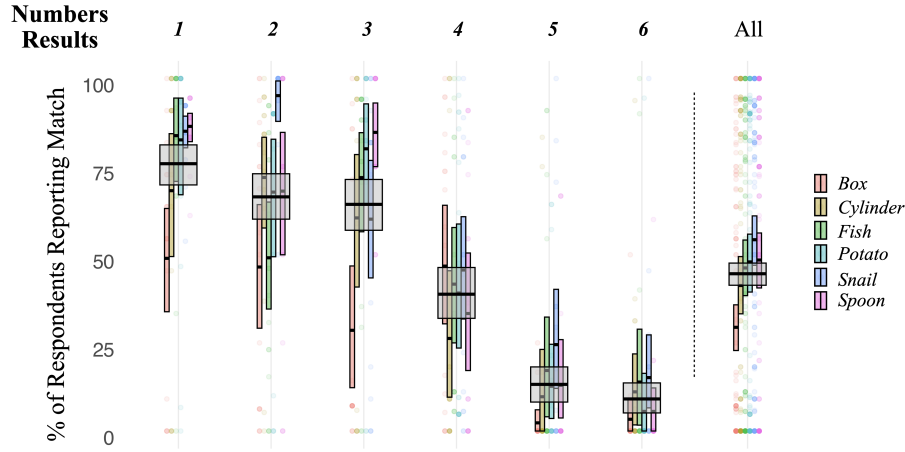 Numbers
Results
1 2 3 4 5 6 All
% of Respondents Reporting Match
100
75
50
25
0
Box
Cylinder
Fish
Potato
Snail
Spoon